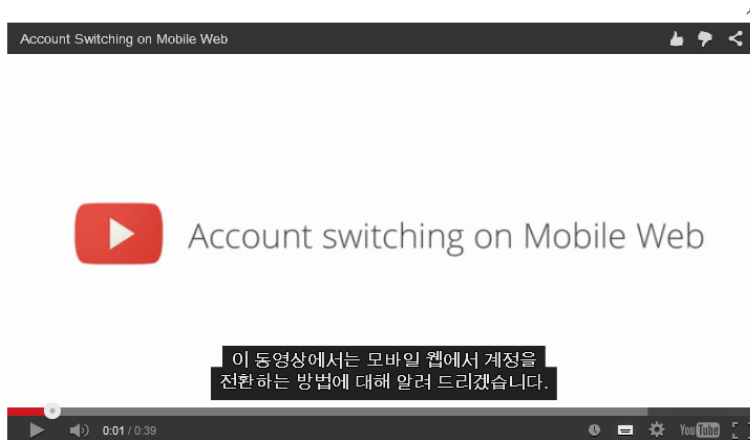 Account Switching on Mobile Web
Account switching on Mobile Web
이 동영상에서는 모바일 웹에서 계정을
전환하는 방법에 대해 알려 드리겠습니다.
0:01 / 0:39
YouTube